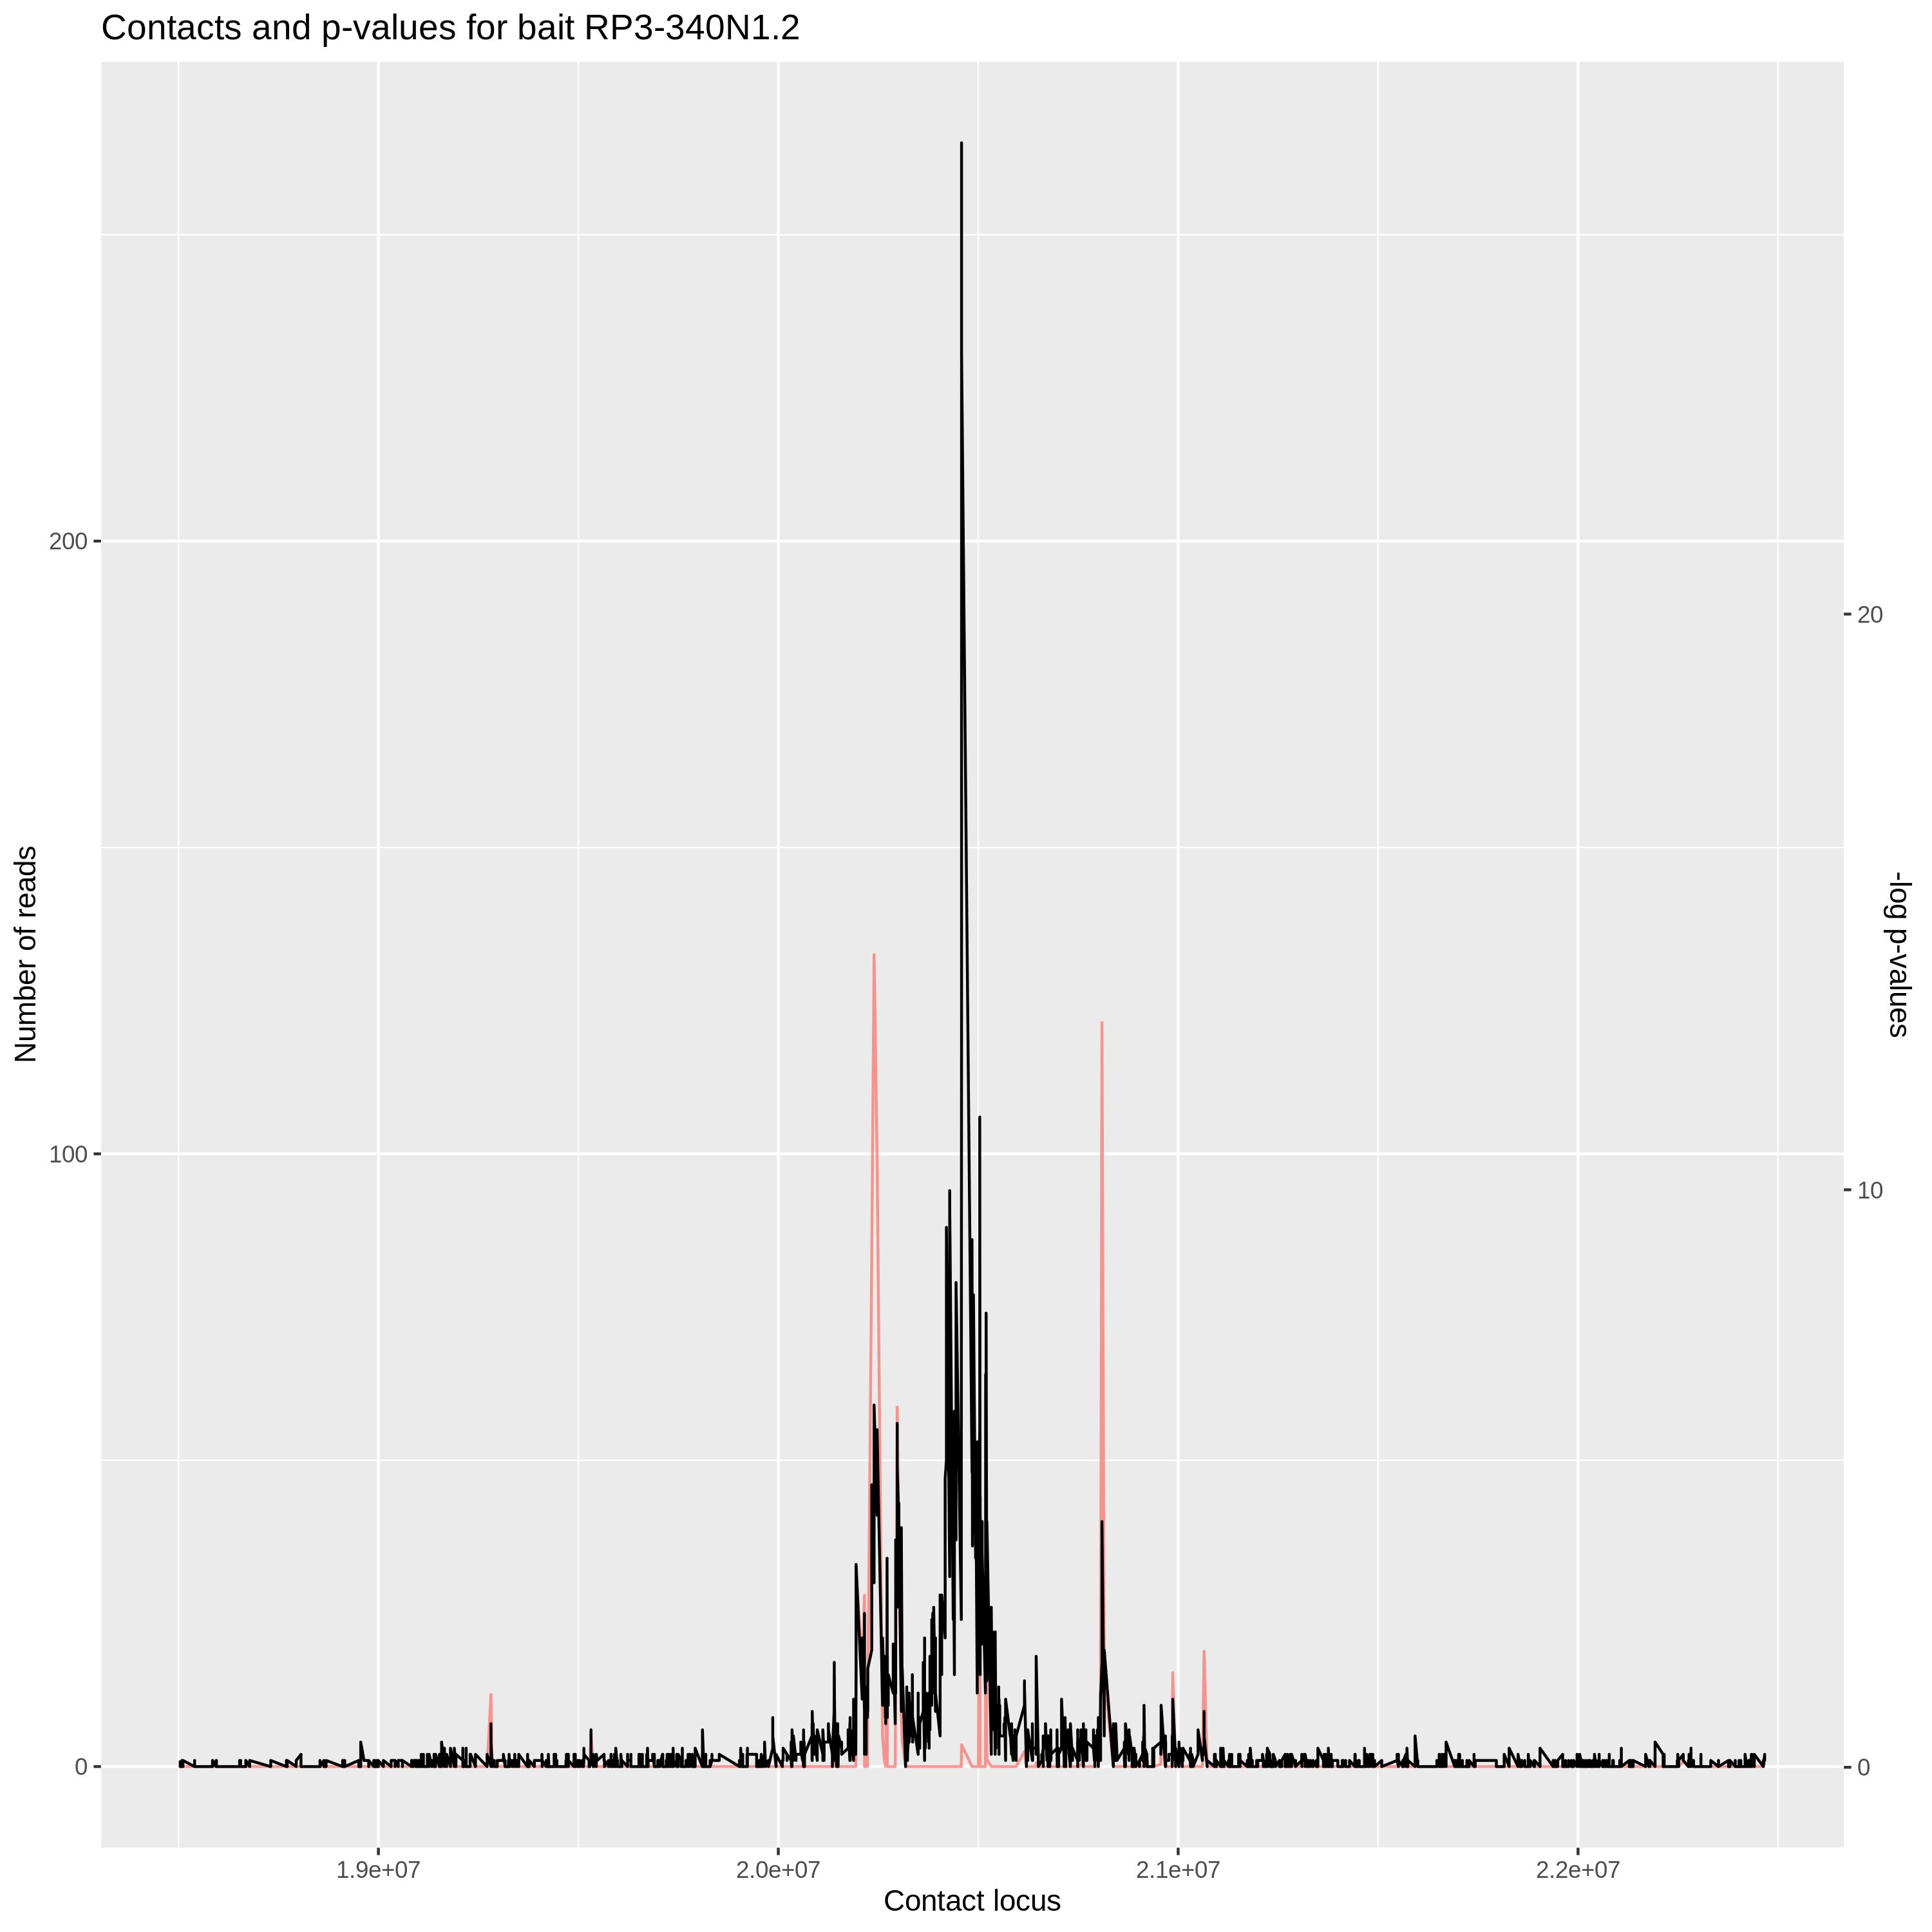 Contacts and p-values for bait RP3-340N1.2
Number of reads
200
100
0
20
10
0
-log p-values
1.9e+07
2.0e+07
2.1e+07
2.2e+07
Contact locus